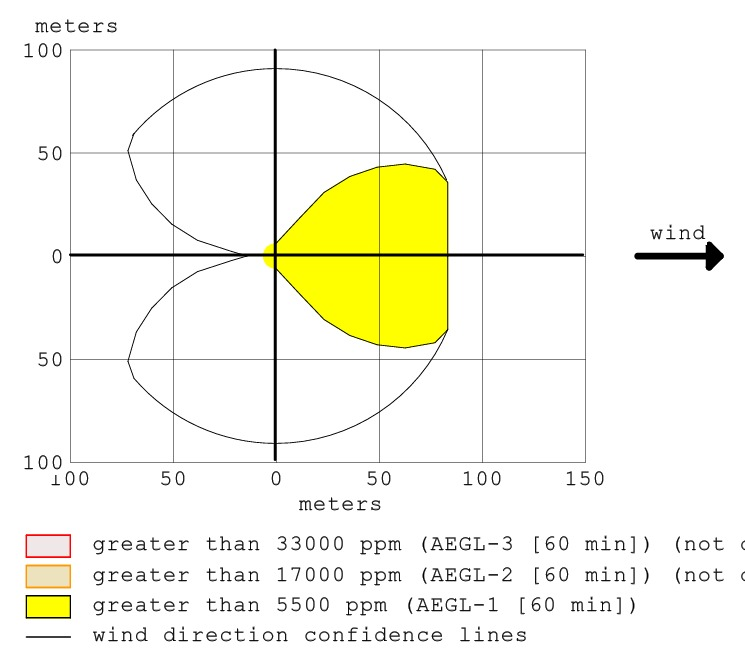 meters
100
50
0
50
100
100 50 0 50 100 150
meters
wind
greater than 33000 ppm (AEGL-3 [60 min]) (not
greater than 17000 ppm (AEGL-2 [60 min]) (not
greater than 5500 ppm (AEGL-1 [60 min])
wind direction confidence lines